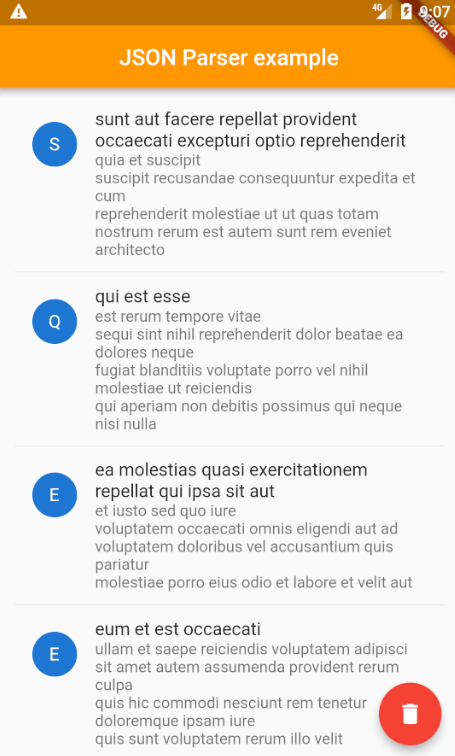 4G
9:07
DEBUG
JSON Parser example
S
sunt aut facere repellat provident
occaecati excepturi optio reprehenderit
quia et suscipit
suscipit recusandae consequuntur expedita et
cum
reprehenderit molestiae ut ut quas totam
nostrum rerum est autem sunt rem eveniet
architecto
Q
qui est esse
est rerum tempore vitae
sequi sint nihil reprehenderit dolor beatae ea
dolores neque
fugiat blanditiis voluptate porro vel nihil
molestiae ut reiciendis
qui aperiam non debitis possimus qui neque
nisi nulla
E
ea molestias quasi exercitationem
repellat qui ipsa sit aut
et iusto sed quo iure
voluptatem occaecati omnis eligendi aut ad
voluptatem doloribus vel accusantium quis
pariatur
molestiae porro eius odio et labore et velit aut
E
eum et est occaecati
ullam et saepe reiciendis voluptatem adipisci
sit amet autem assumenda provident rerum
culpa
quis hic commodi nesciunt rem tenetur
doloremque ipsam iure
quis sunt voluptatem rerum illo velit